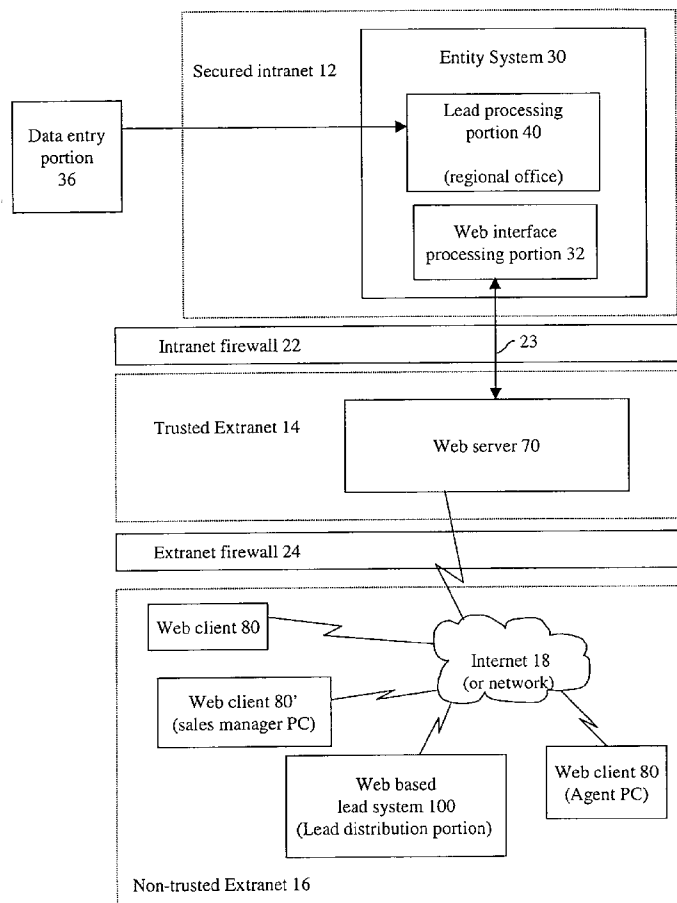 Secured intranet 12
Entity System 30
Data entry
portion
36
Lead processing
portion 40
(regional office)
Web interface
processing portion 32
Intranet firewall 22
23
Trusted Extranet 14
Web server 70
Extranet firewall 24
Web client 80
Internet 18
(or network)
Web client 80’
(sales manager PC)
Web based
lead system 100
(Lead distribution portion)
Web client 80
(Agent PC)
Non-trusted Extranet 16